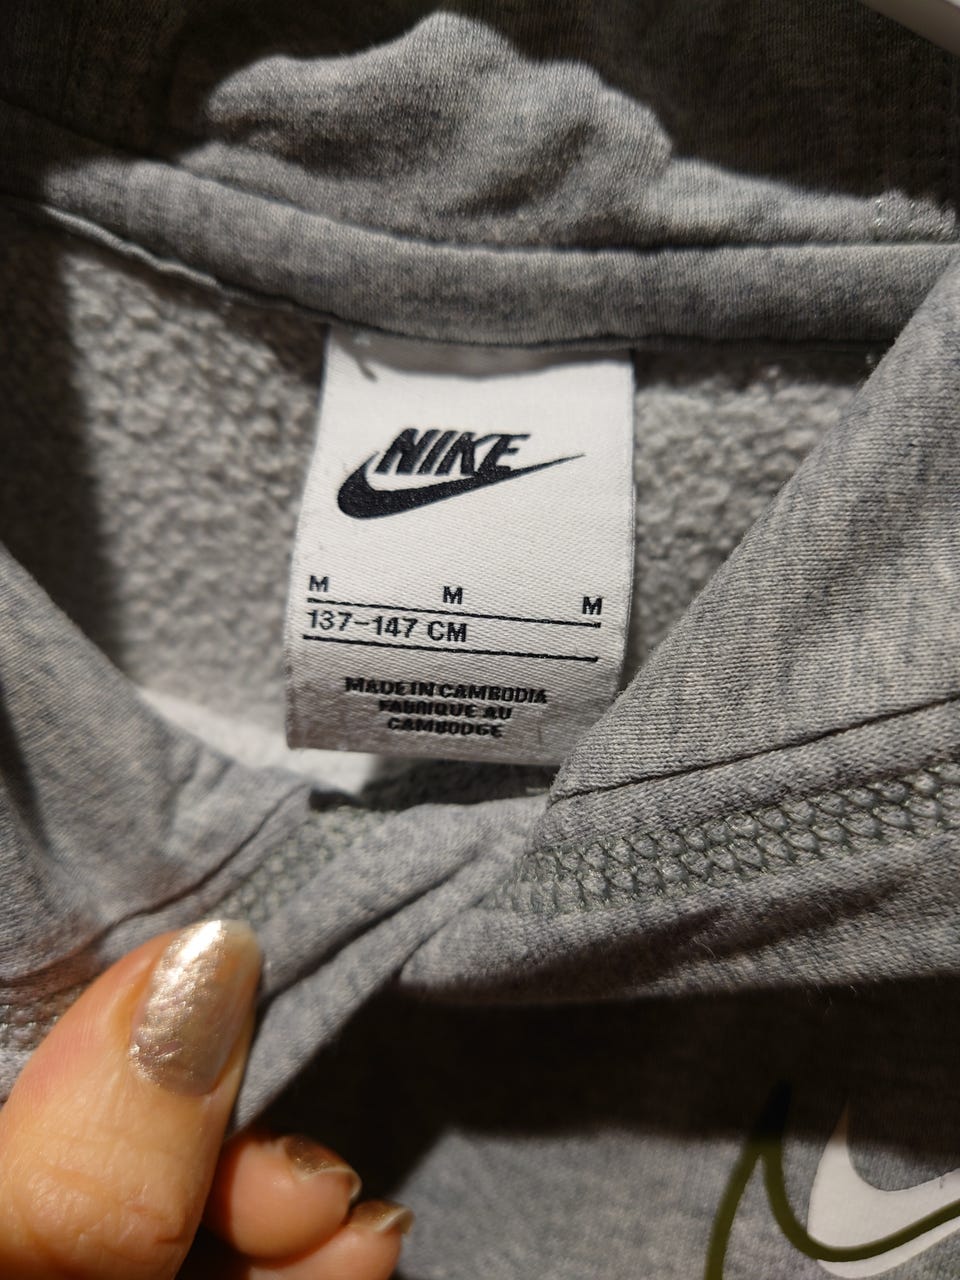 NIKE
M M M
137-147 CM
MADE IN CAMBODIA
FABRIQUE AU
CAMBODGE